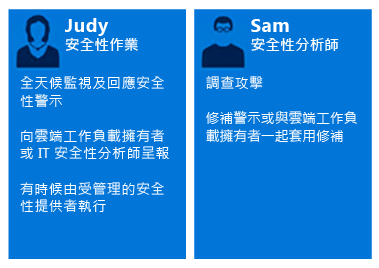 Judy
安全性作業
全天候監視及回應安全
性警示
向雲端工作負載擁有者
或 IT 安全性分析師呈報
有時候由受管理的安全
性提供者執行
Sam
安全性分析師
調查攻擊
修補警示或與雲端工作負
載擁有者一起套用修補